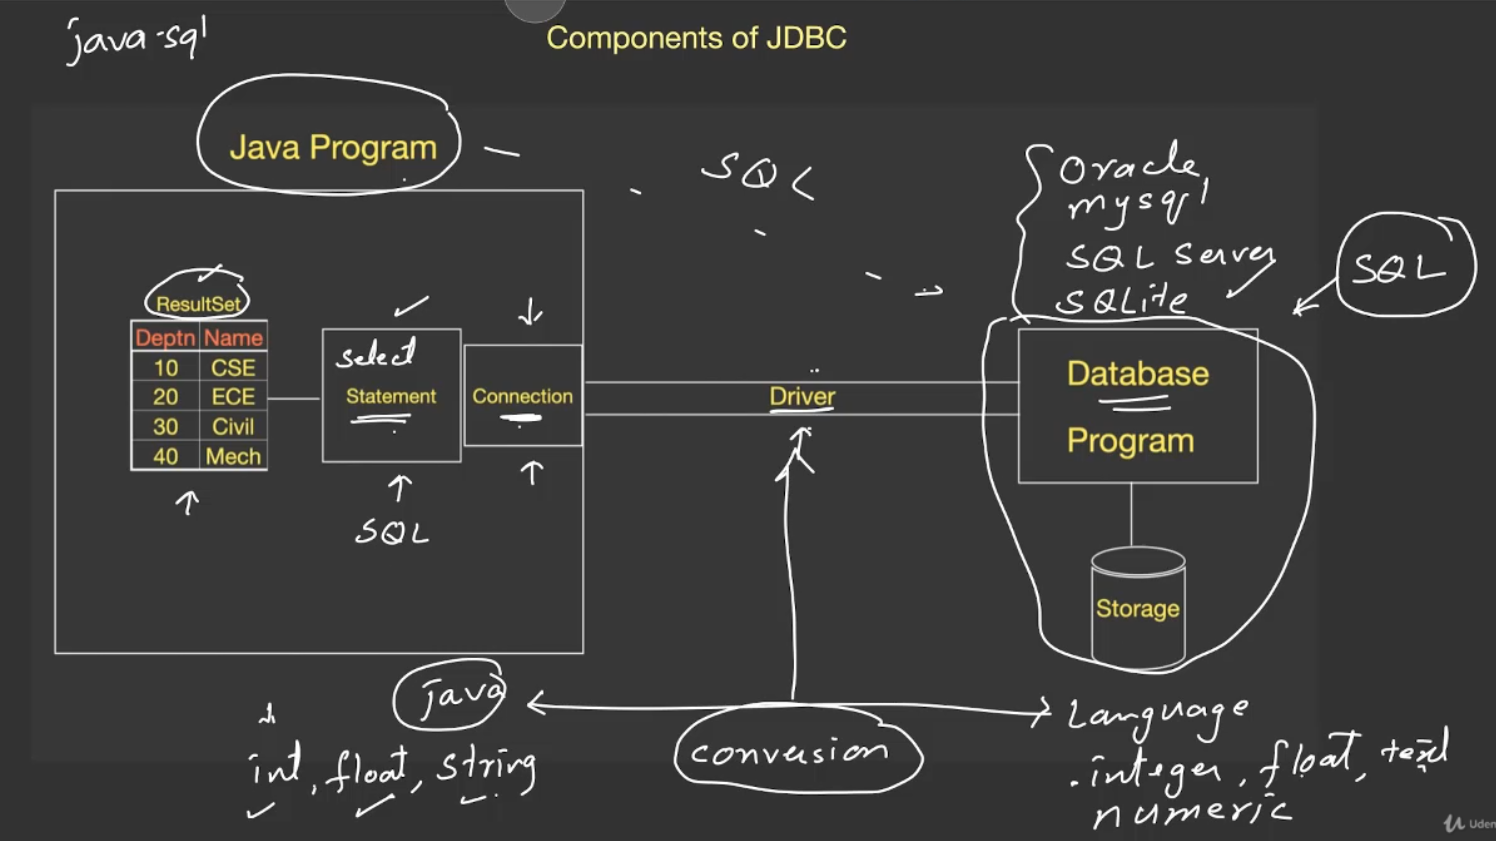 java.sql
Components of JDBC
Java Program
SQL
Oracle,
mysql
SQL Server
SQLite
SQL
ResultSet
Deptn Name
10 CSE
20 ECE
30 Civil
40 Mech
select
Statement
SQL
Connection
Driver
Database
Program
Storage
java
conversion
Language
int, float, string
integer, float, text
numeric
Udem